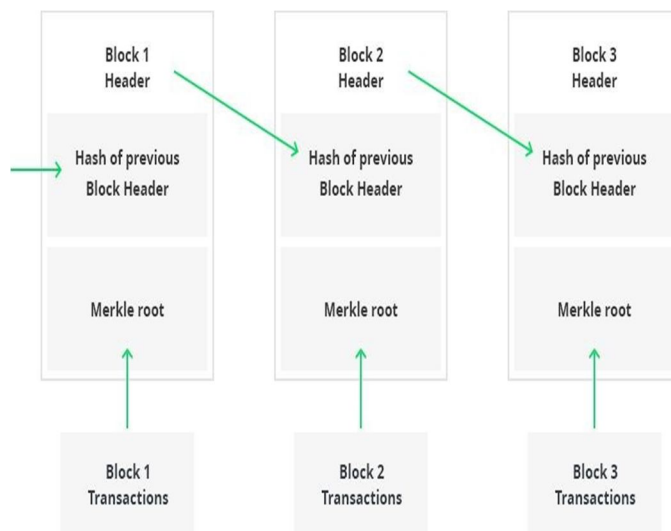 Block 1
Header
Hash of previous
Block Header
Merkle root
Block 1
Transactions
Block 2
Header
Hash of previous
Block Header
Merkle root
Block 2
Transactions
Block 3
Header
Hash of previous
Block Header
Merkle root
Block 3
Transactions